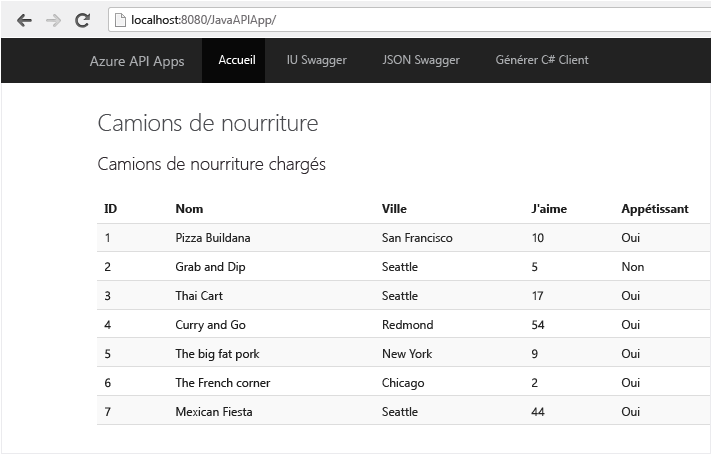 localhost:8080/JavaAPIApp/
Azure API Apps Accueil IU Swagger JSON Swagger Générer C# Client
Camions de nourriture
Camions de nourriture chargés
ID Nom Ville J'aime Appétissant
1 Pizza Buildana San Francisco 10 Oui
2 Grab and Dip Seattle 5 Non
3 Thai Cart Seattle 17 Oui
4 Curry and Go Redmond 54 Oui
5 The big fat pork New York 9 Oui
6 The French corner Chicago 2 Oui
7 Mexican Fiesta Seattle 44 Oui